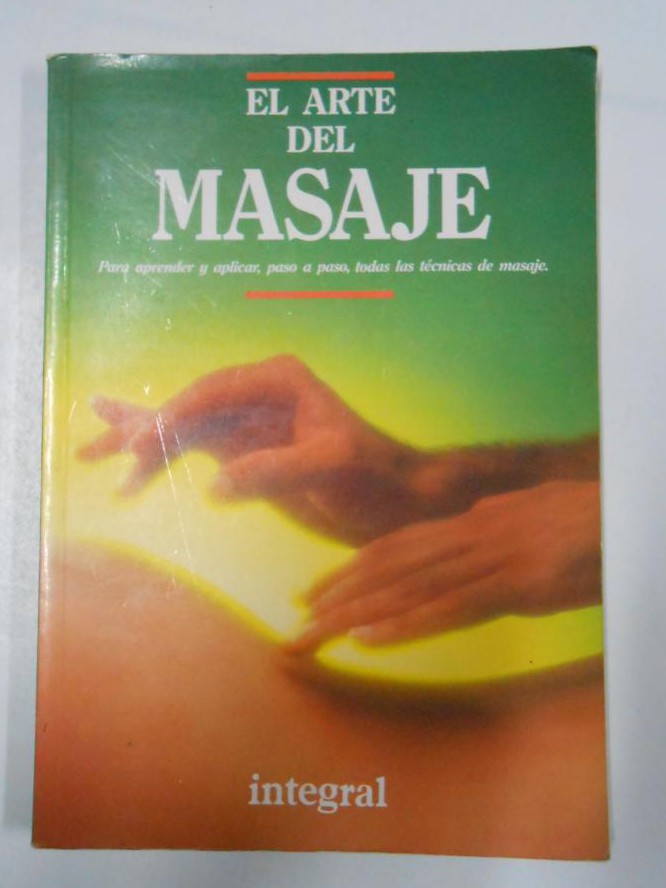 EL ARTE
DEL
MASAJE
Para aprender y aplicar, paso a paso, todas las técnicas de masaje.
integral